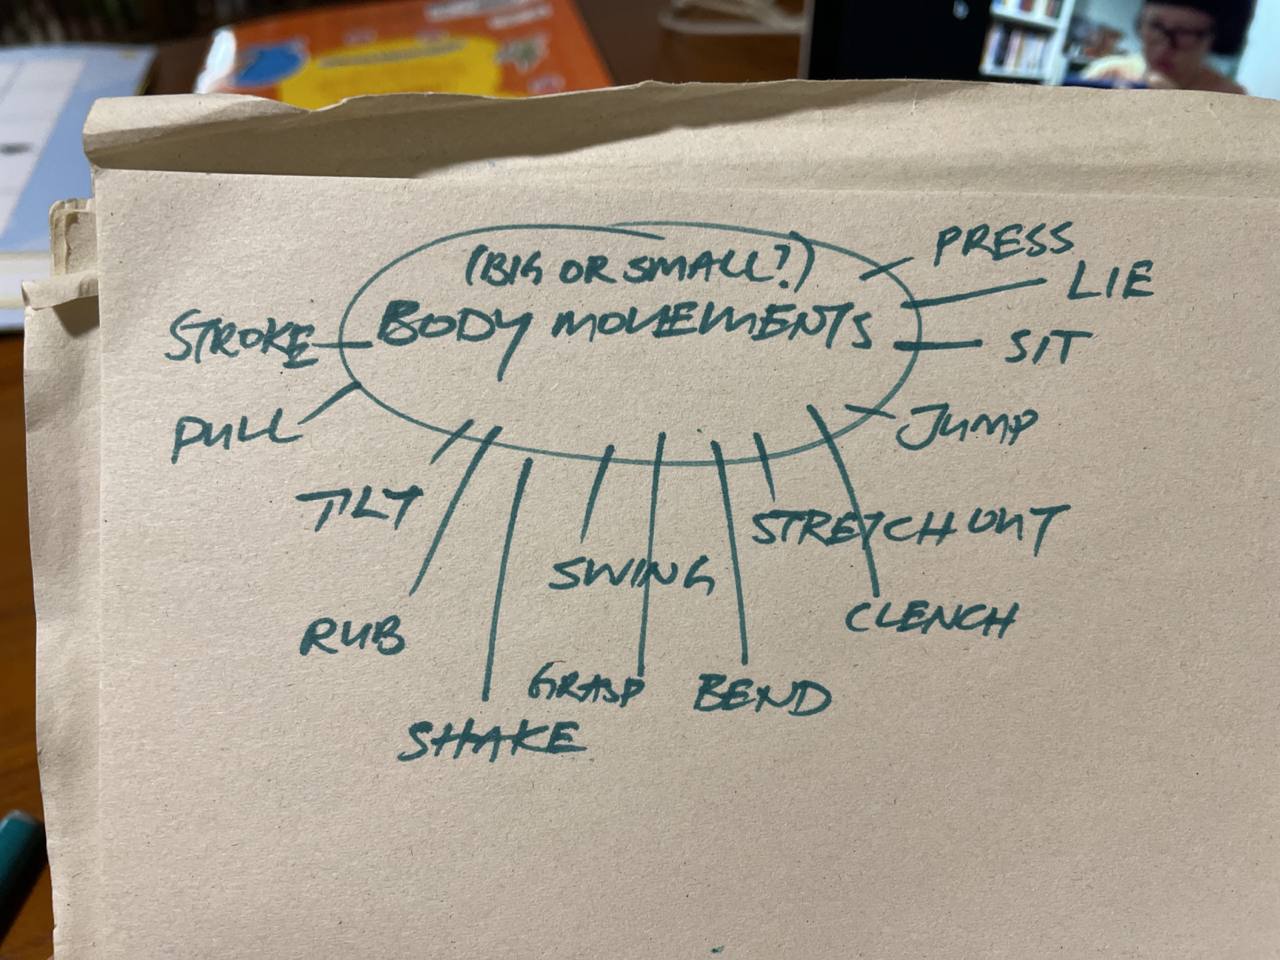 (BIG OR SMALL?)
BODY MOVEMENTS
PRESS
LIE
SIT
JUMP
STRETCH OUT
CLENCH
BEND
SWING
GRASP
SHAKE
RUB
TILT
PULL
STROKE